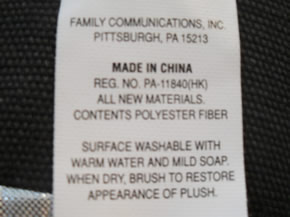 FAMILY COMMUNICATIONS, INC.
PITTSBURGH, PA 15213
MADE IN CHINA
REG. NO. PA-11840(HK)
ALL NEW MATERIALS.
CONTENTS POLYESTER FIBER
SURFACE WASHABLE WITH
WARM WATER AND MILD SOAP.
WHEN DRY, BRUSH TO RESTORE
APPEARANCE OF PLUSH.